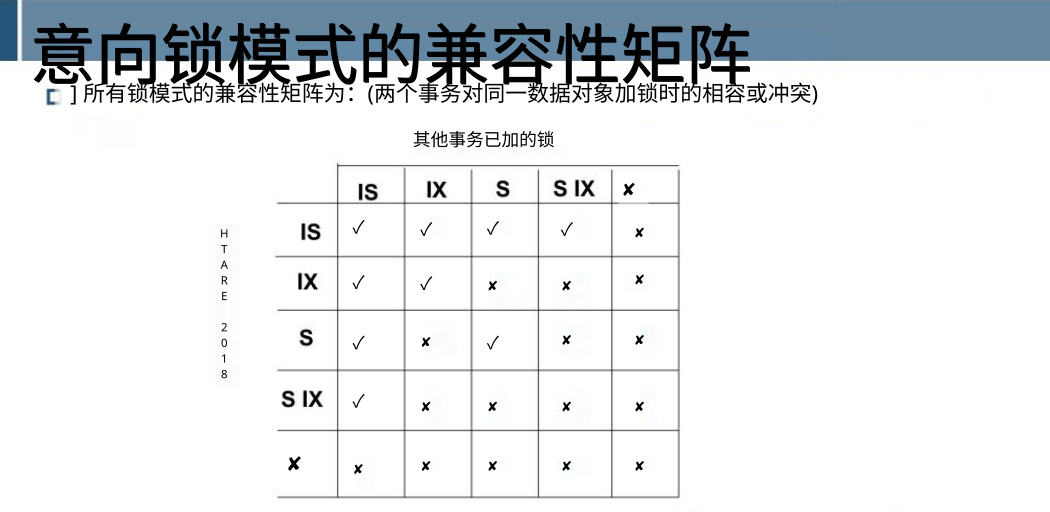 意向锁模式的兼容性矩阵
] 所有锁模式的兼容性矩阵为：(两个事务对同一数据对象加锁时的相容或冲突)
其他事务已加的锁
IS IX S S IX ✘
IS ✓ ✓ ✓ ✓ ✘
IX ✓ ✓ ✘ ✘ ✘
S ✓ ✘ ✓ ✘ ✘
S IX ✓ ✘ ✘ ✘ ✘
✘ ✘ ✘ ✘ ✘ ✘
HTARE 2018